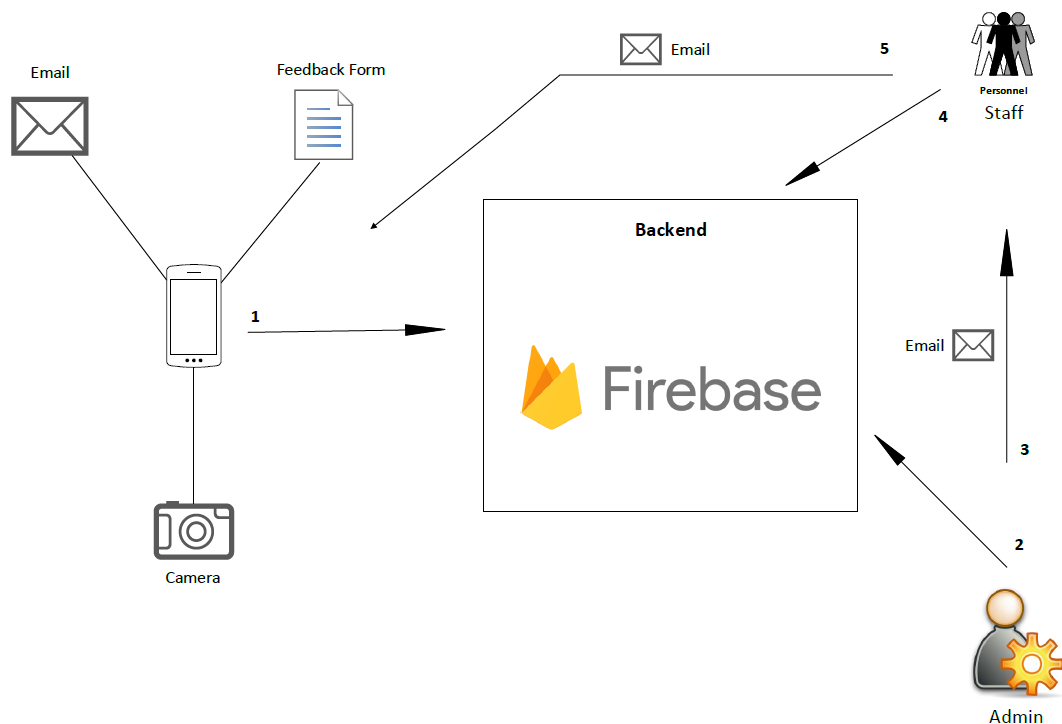 Email
5
Email
Feedback Form
Personnel
Staff
4
Backend
1
Email
Firebase
3
2
Camera
Admin